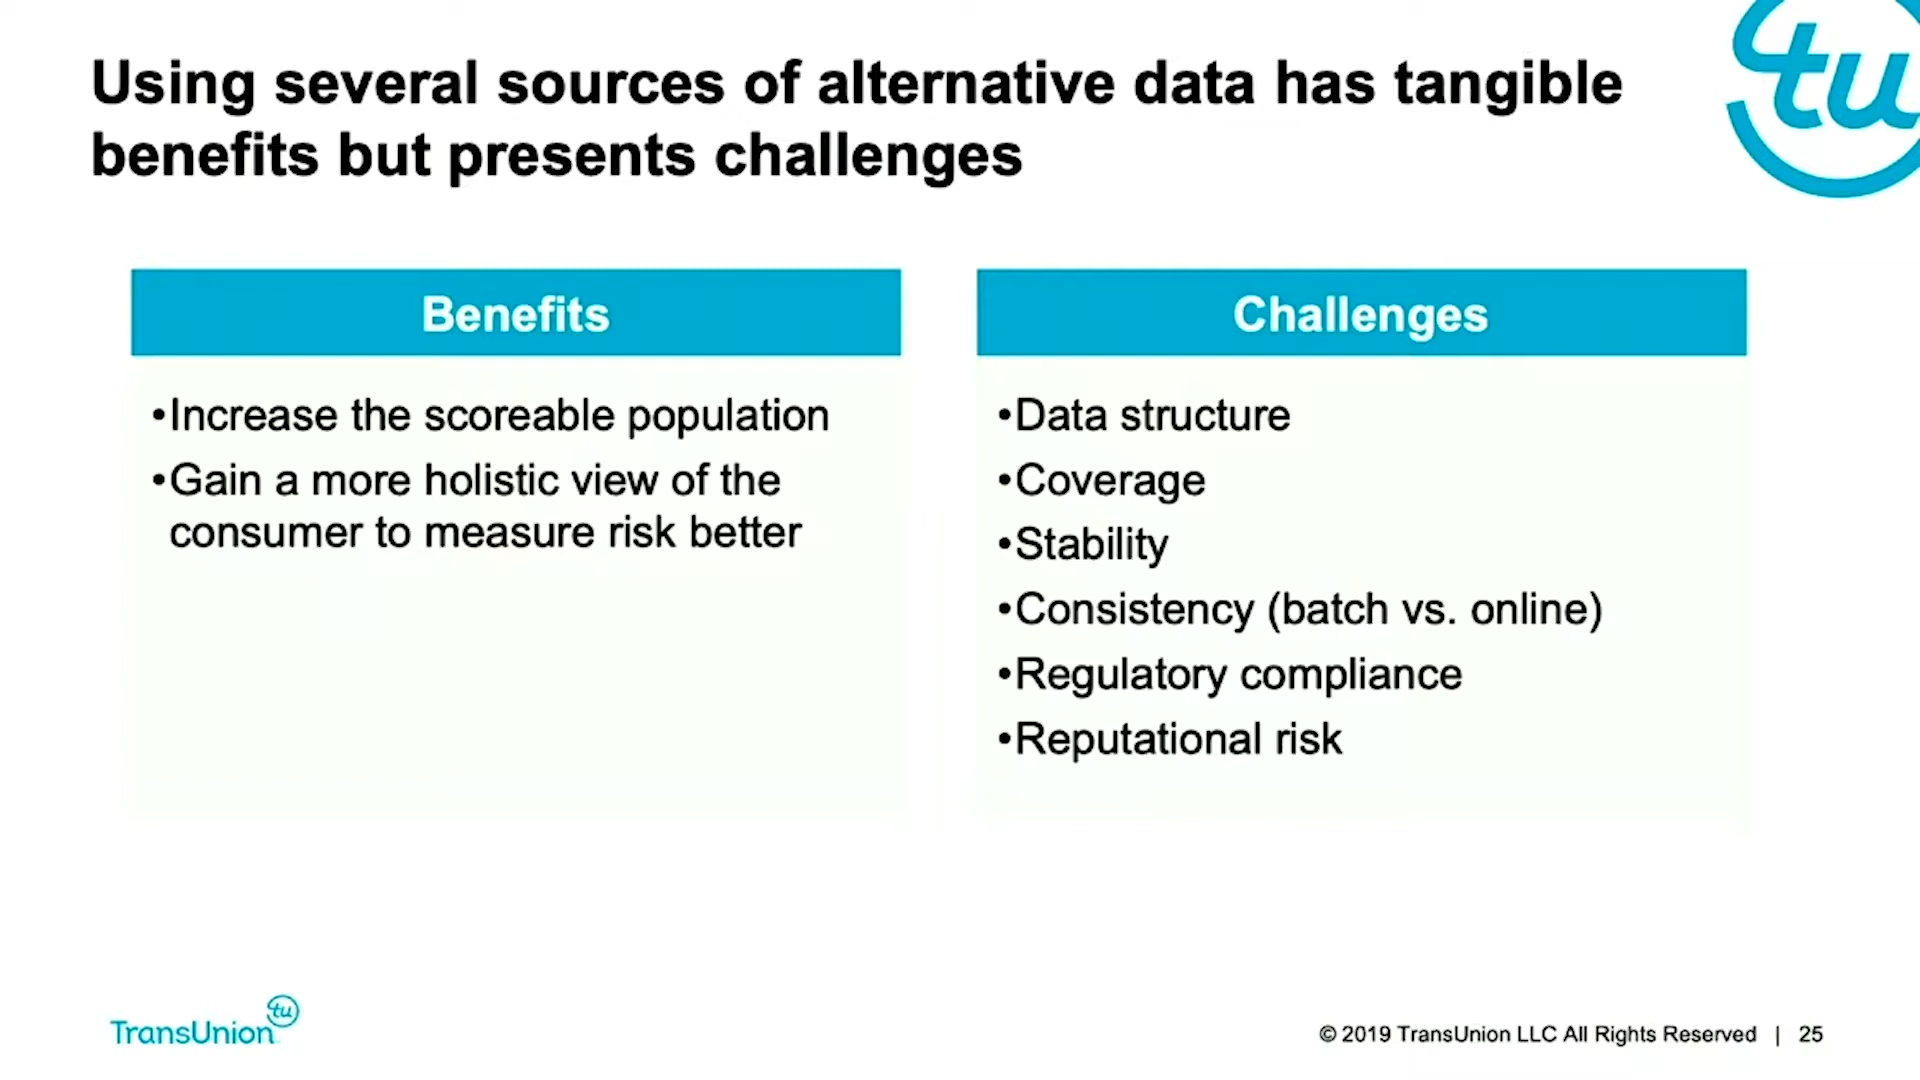 Using several sources of alternative data has tangible
benefits but presents challenges
tu
Benefits
•Increase the scoreable population
•Gain a more holistic view of the
consumer to measure risk better
Challenges
•Data structure
•Coverage
•Stability
•Consistency (batch vs. online)
•Regulatory compliance
•Reputational risk
TransUnion tu
© 2019 TransUnion LLC All Rights Reserved | 25